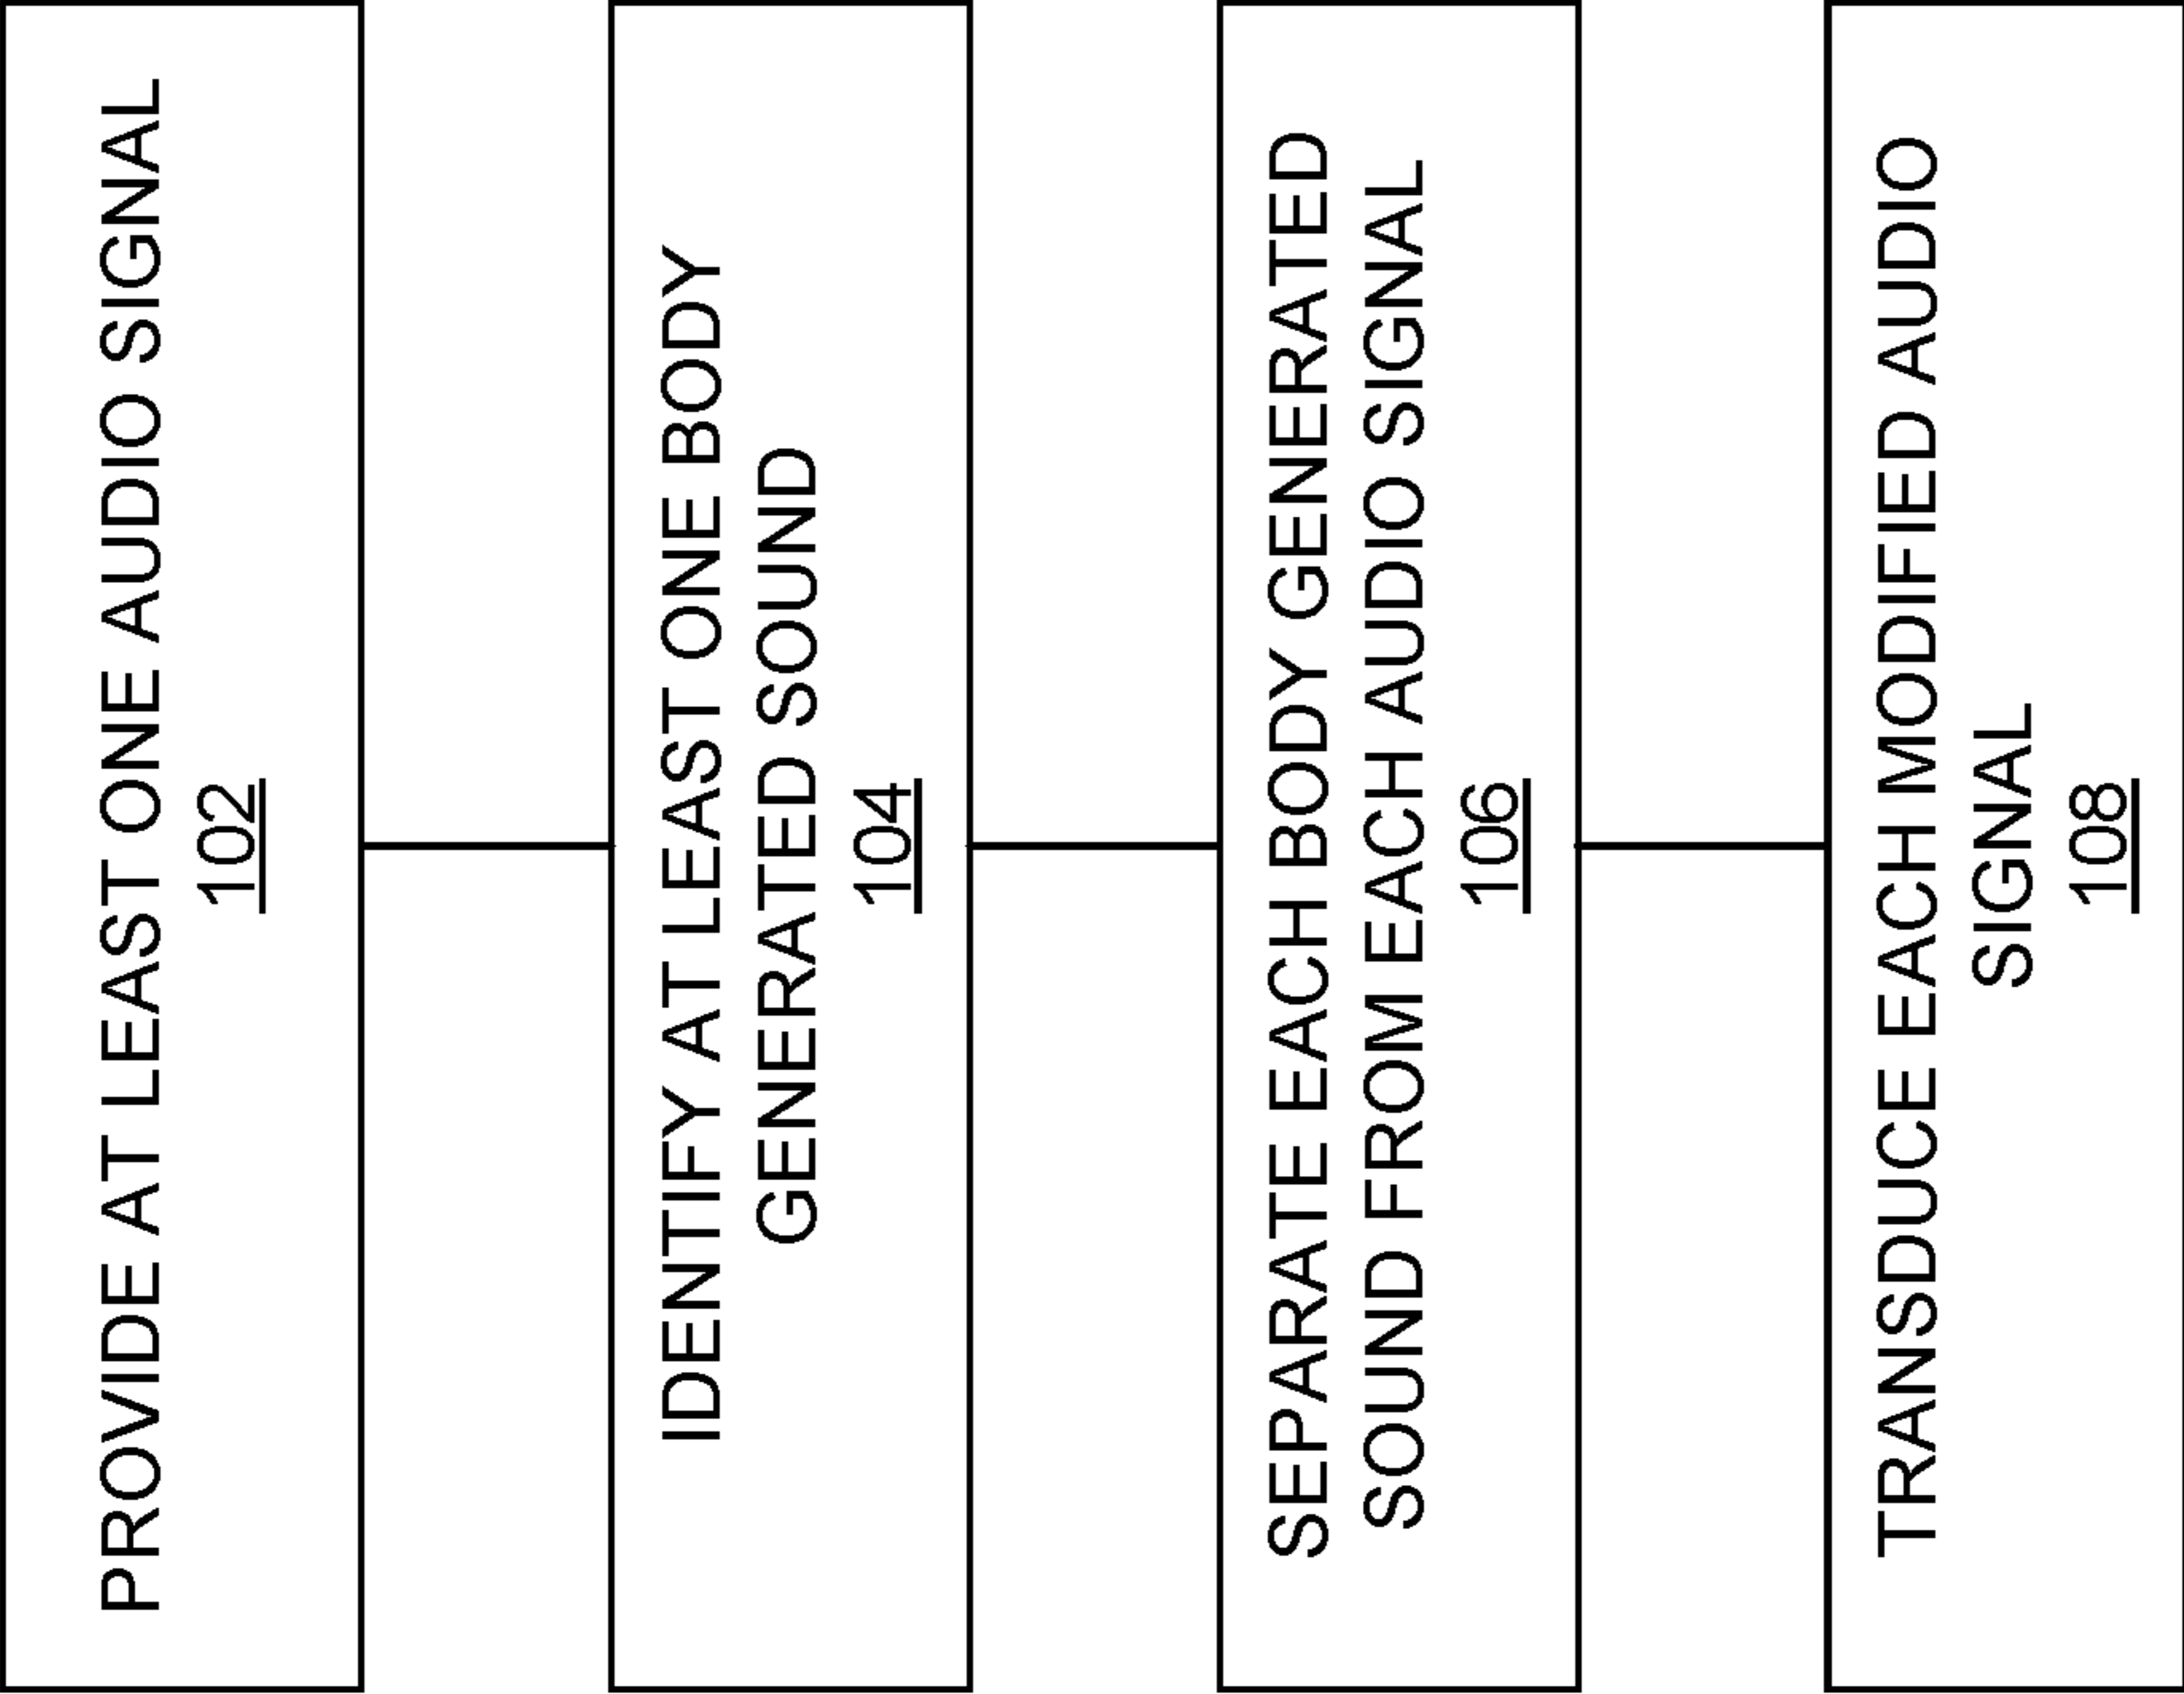 PROVIDE AT LEAST ONE AUDIO SIGNAL
102
IDENTIFY AT LEAST ONE BODY
GENERATED SOUND
104
SEPARATE EACH BODY GENERATED
SOUND FROM EACH AUDIO SIGNAL
106
TRANSDUCE EACH MODIFIED AUDIO
SIGNAL
108